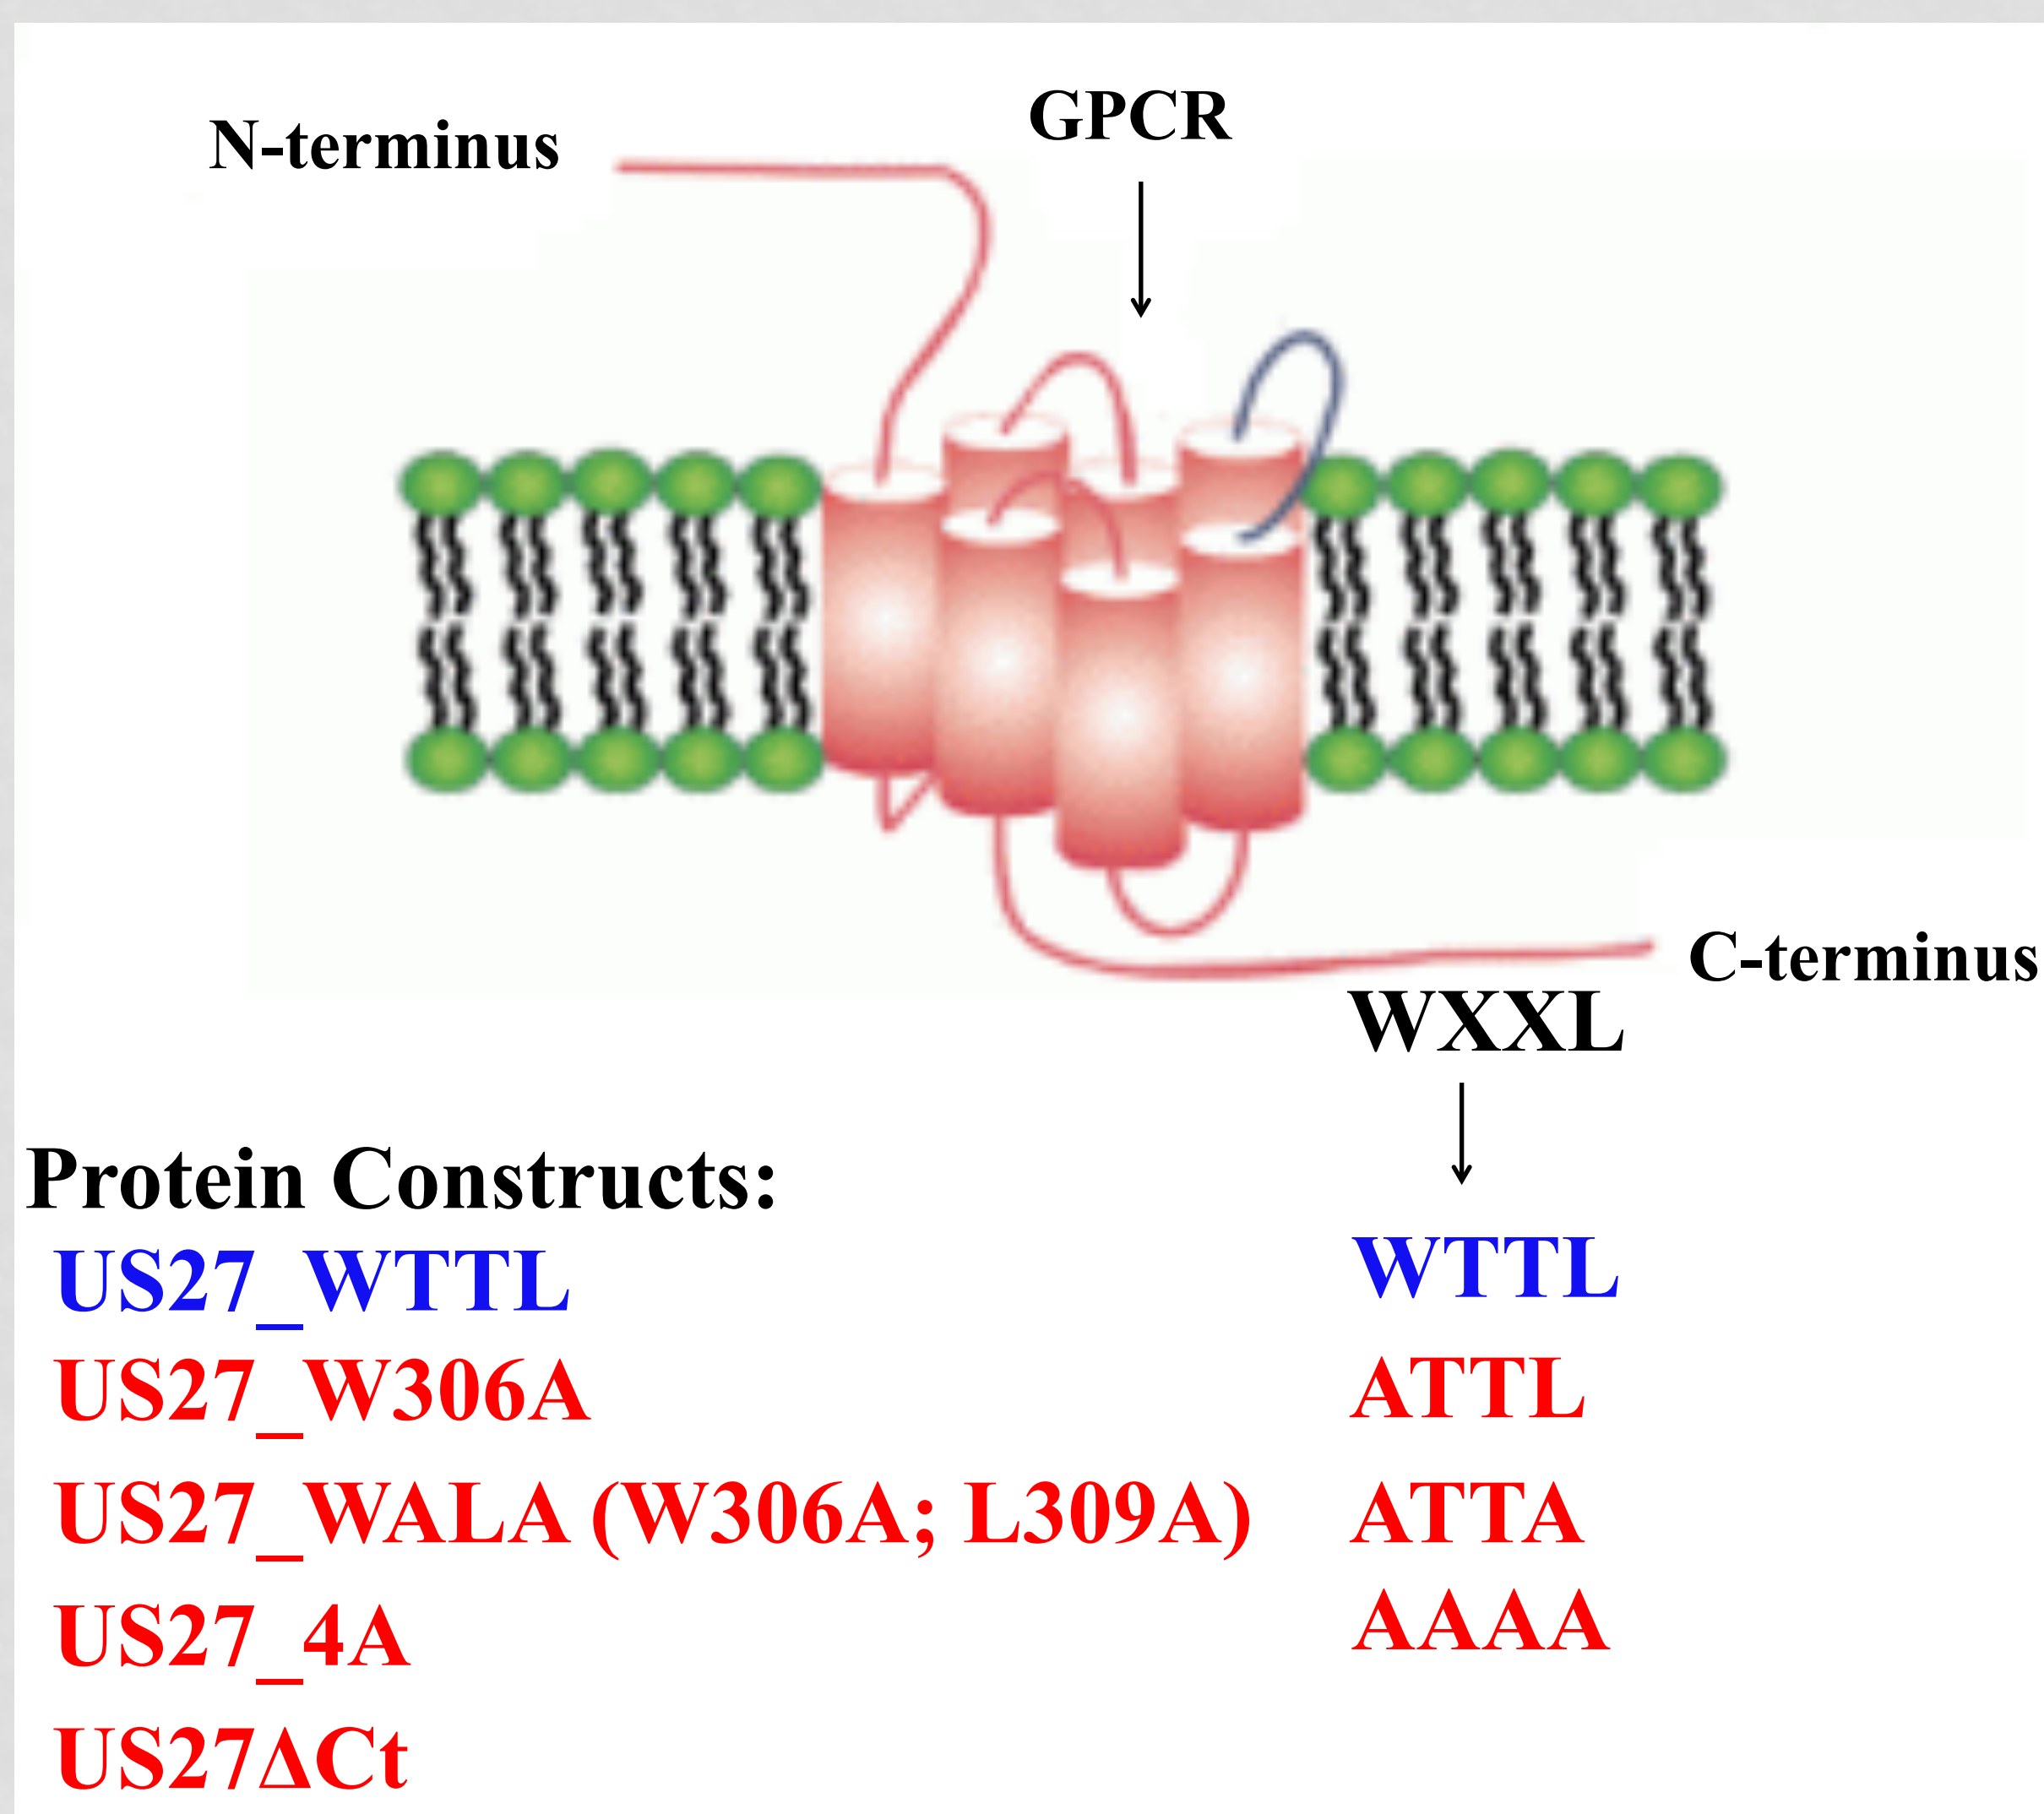 GPCR
N-terminus
C-terminus
WXXL
Protein Constructs:
US27_WTTL WTTL
US27_W306A ATTL
US27_WALA (W306A; L309A) ATTA
US27_4A AAAA
US27ΔCt